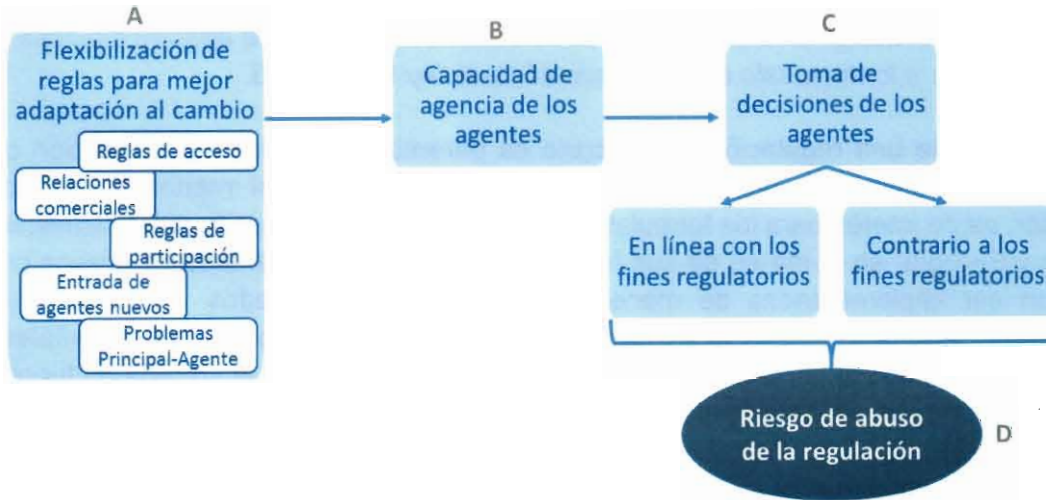 A
Flexibilización de
reglas para mejor
adaptación al cambio
Reglas de acceso
Relaciones
comerciales
Reglas de
participación
Entrada de
agentes nuevos
Problemas
Principal-Agente
B
Capacidad de
agencia de los
agentes
C
Toma de
decisiones de los
agentes
En línea con los
fines regulatorios
Contrario a los
fines regulatorios
Riesgo de abuso
de la regulación
D